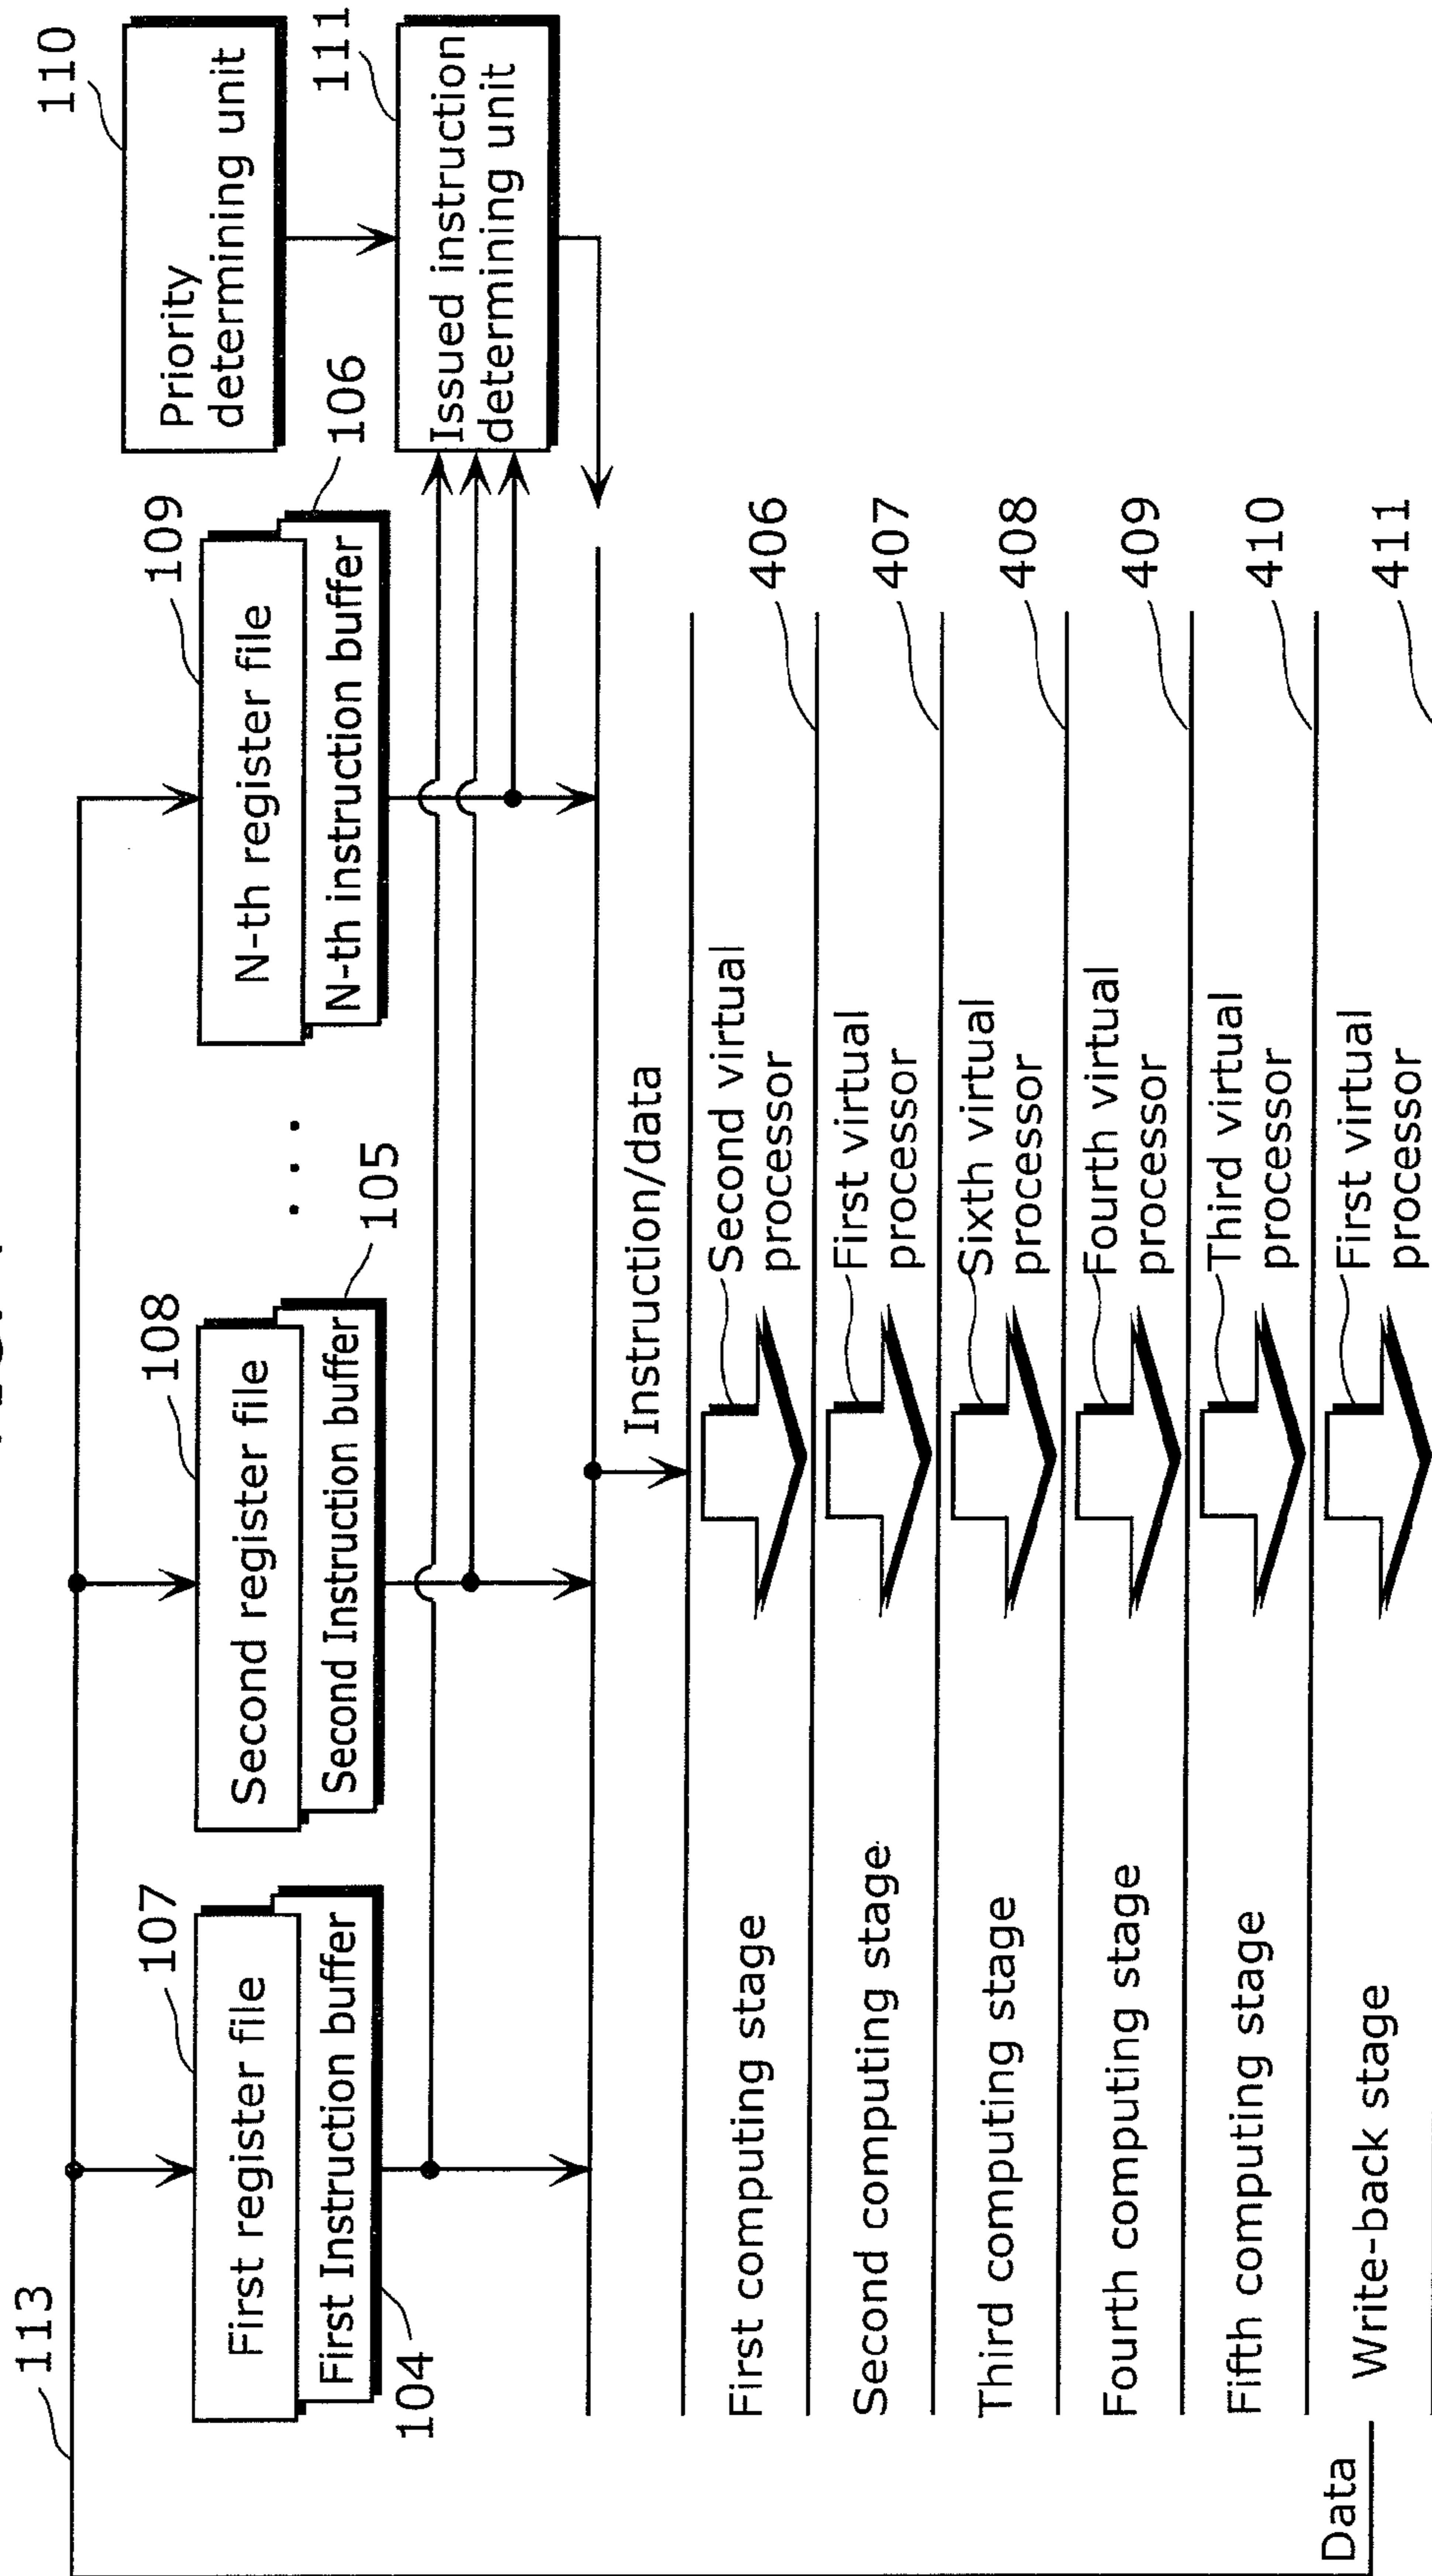 110
Priority
determining unit
111
Issued instruction
determining unit
113
107
First register file
First Instruction buffer
104
108
Second register file
Second Instruction buffer
105
...
109
N-th register file
N-th instruction buffer
106
Instruction/data
First computing stage
Second virtual
processor
406
Second computing stage
First virtual
processor
407
Third computing stage
Sixth virtual
processor
408
Fourth computing stage
Fourth virtual
processor
409
Fifth computing stage
Third virtual
processor
410
Write-back stage
First virtual
processor
411
Data